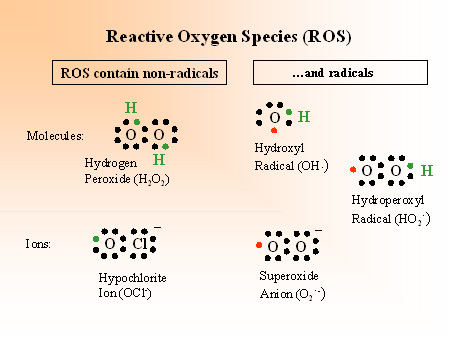 Reactive Oxygen Species (ROS)
ROS contain non-radicals
...and radicals
Molecules:
H
O O
H
Hydrogen
Peroxide (H₂O₂)
O H
Hydroxyl
Radical (OH·)
O O H
Hydroperoxyl
Radical (HO₂·)
Ions:
O Cl −
Hypochlorite
Ion (OCl⁻)
O O −
Superoxide
Anion (O₂·⁻)